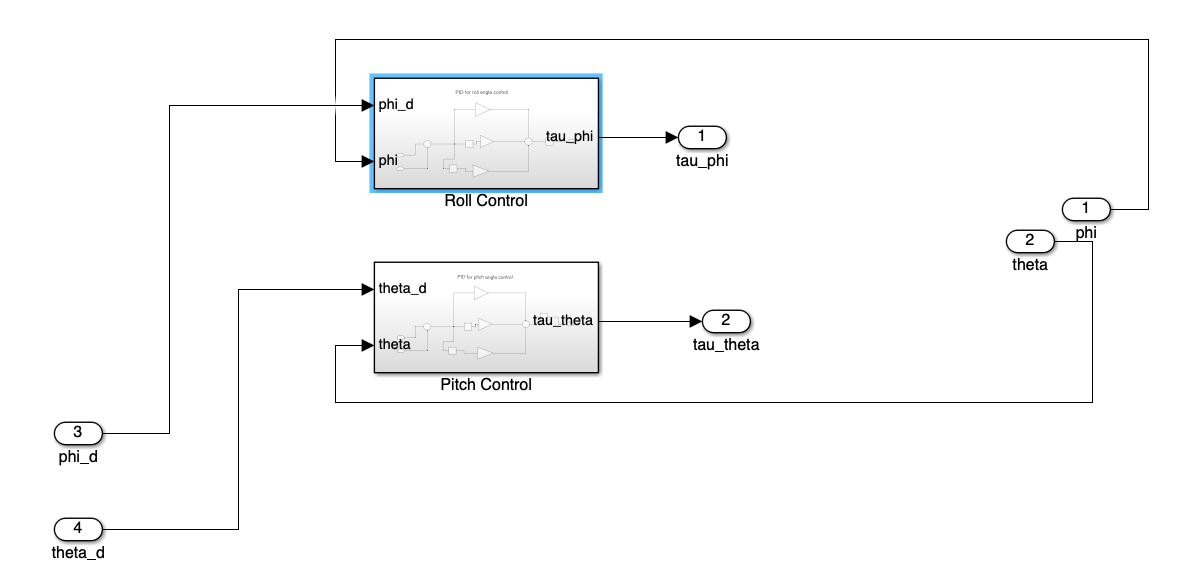 PID for roll angle control
phi_d
phi
tau_phi
Roll Control
1
tau_phi
1
phi
2
theta
PID for pitch angle control
theta_d
theta
tau_theta
Pitch Control
2
tau_theta
3
phi_d
4
theta_d